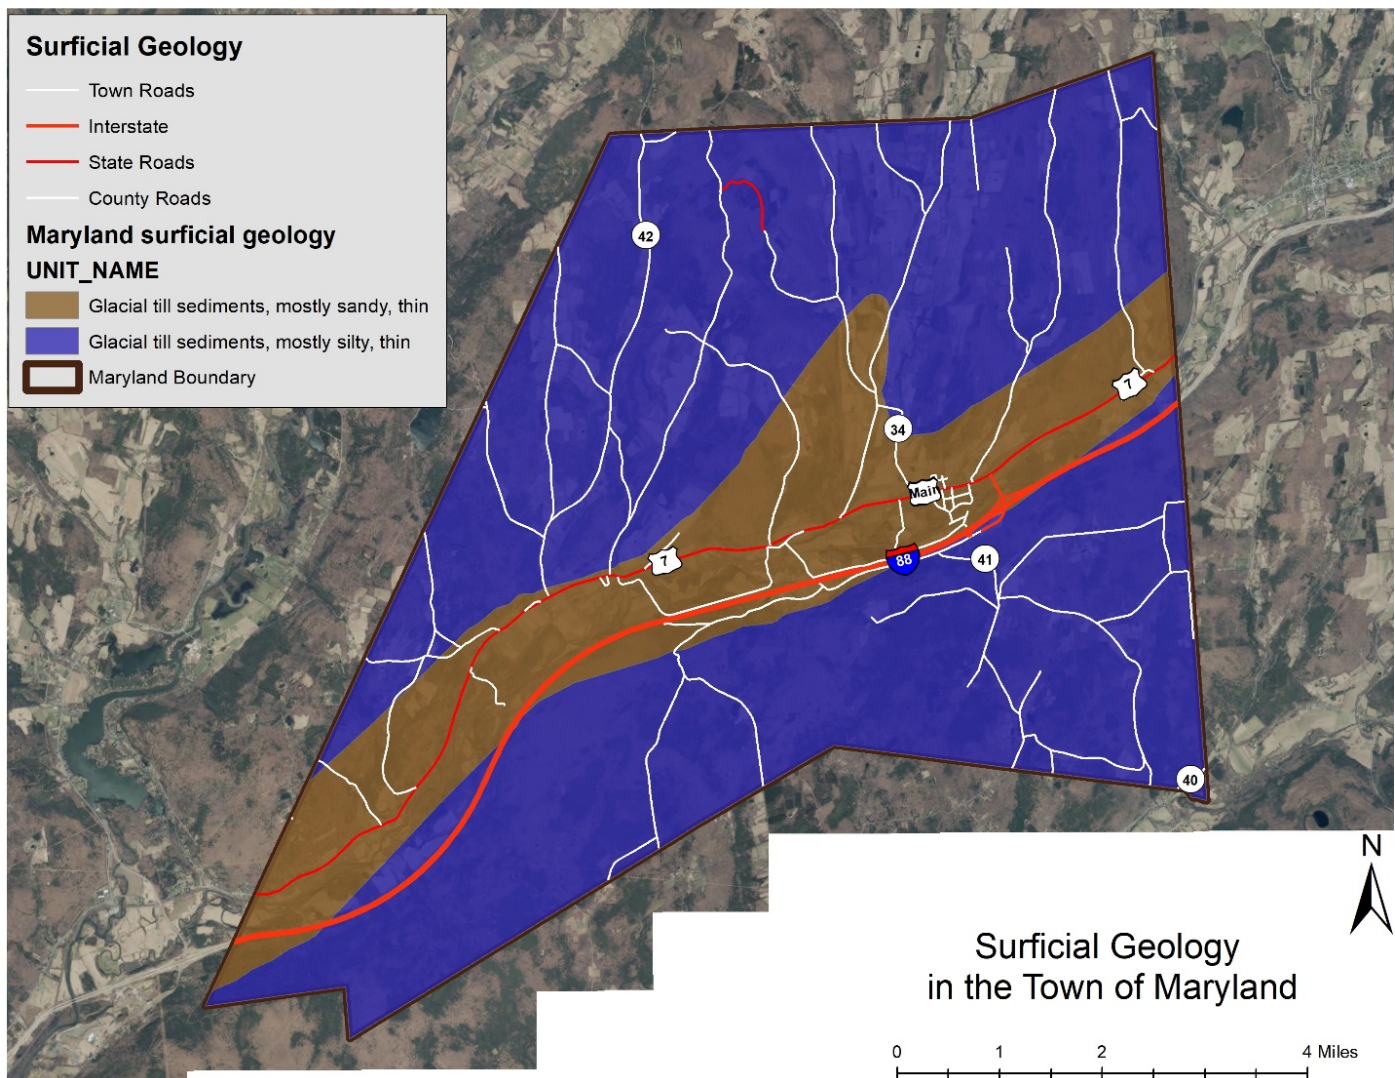 Surficial Geology
Town Roads
Interstate
State Roads
County Roads
Maryland surficial geology
UNIT_NAME
Glacial till sediments, mostly sandy, thin
Glacial till sediments, mostly silty, thin
Maryland Boundary
42
7
34
Main
7
88
41
40
N
Surficial Geology
in the Town of Maryland
0 1 2 4 Miles